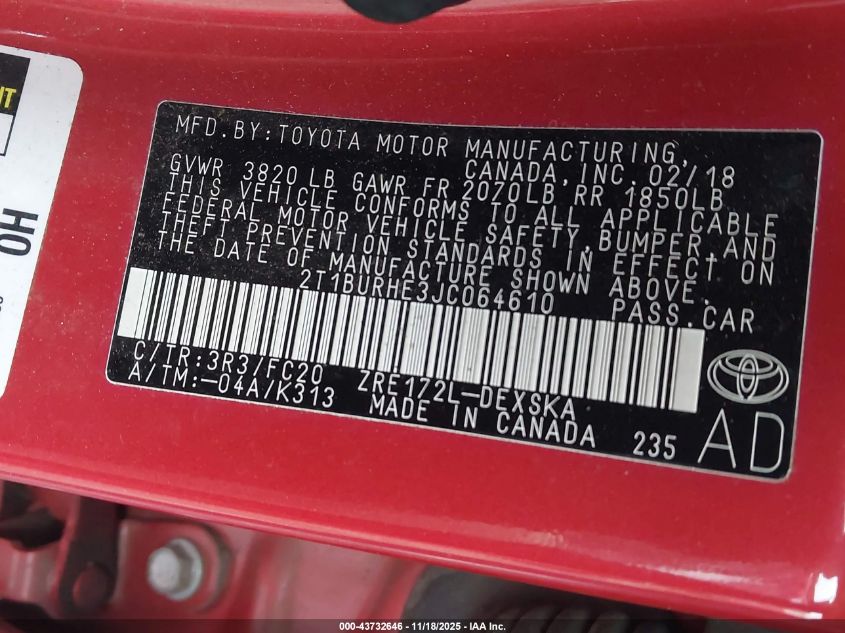 MFD. BY: TOYOTA MOTOR MANUFACTURING,
CANADA, INC. 02/18
GVWR 3820 LB GAWR FR 2070LB RR 1850LB
THIS VEHICLE CONFORMS TO ALL APPLICABLE
FEDERAL MOTOR VEHICLE SAFETY, BUMPER, AND
THEFT PREVENTION STANDARDS IN EFFECT ON
THE DATE OF MANUFACTURE SHOWN ABOVE.
2T1BURHE3JC064610 PASS. CAR
C/TR: 3R3/FC20 ZRE172L-DEXSKA
A/TM: -04A/K313 MADE IN CANADA 235
AD
HO
000-43732646 - 11/18/2025 - IAA Inc.